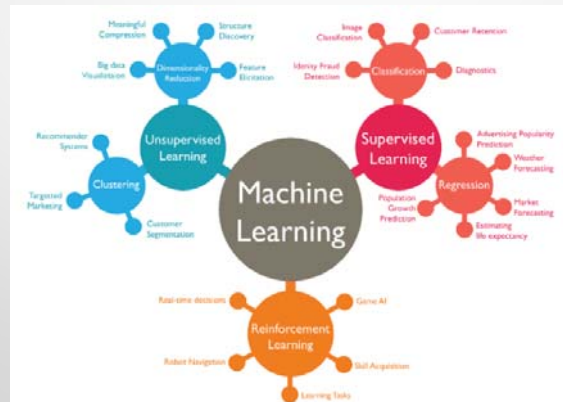 Meaningful
Compression
Structure
Discovery
Big data
Visualistaion
Dimensionality
Reduction
Feature
Elicitation
Unsupervised
Learning
Recommender
Systems
Clustering
Targetted
Marketing
Customer
Segmentation
Image
Classification
Customer Retention
Idenity Fraud
Detection
Classification
Diagnostics
Supervised
Learning
Advertising Popularity
Prediction
Weather
Forecasting
Regression
Population
Growth
Prediction
Market
Forecasting
Estimating
life expectancy
Machine
Learning
Real-time decisions
Game AI
Reinforcement
Learning
Robot Navigation
Skill Acquisition
Learning Tasks